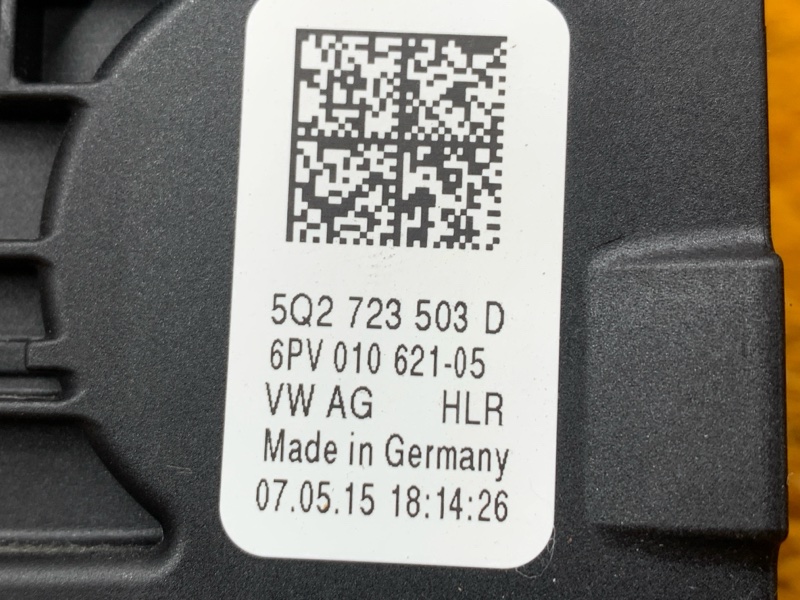 5Q2 723 503 D
6PV 010 621-05
VW AG HLR
Made in Germany
07.05.15 18:14:26